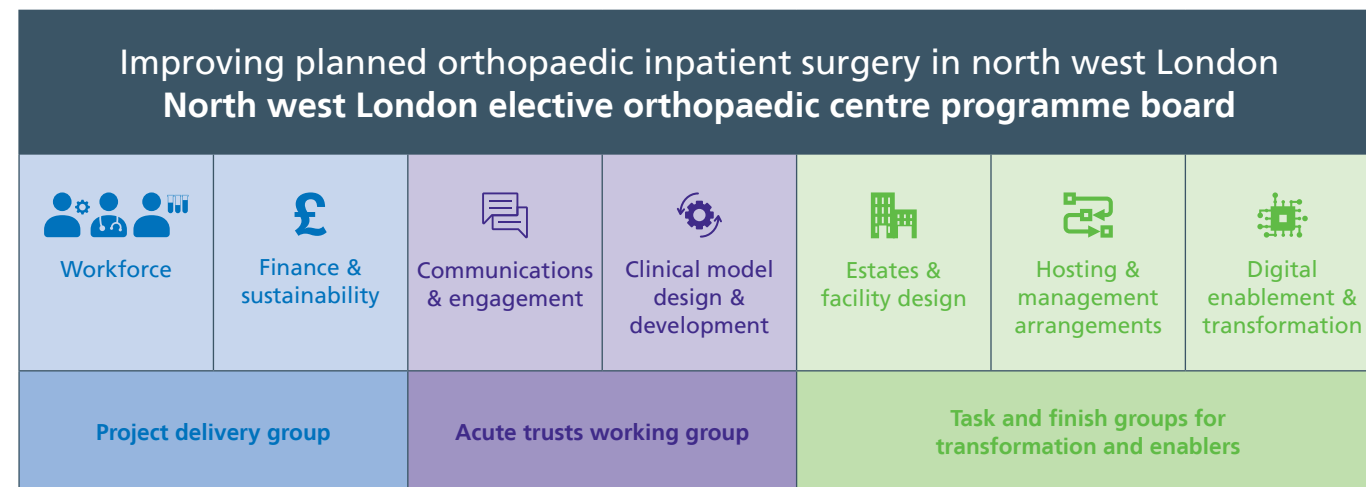 Improving planned orthopaedic inpatient surgery in north west London
North west London elective orthopaedic centre programme board
Workforce
£
Finance &
sustainability
Communications
& engagement
Clinical model
design &
development
Estates &
facility design
Hosting &
management
arrangements
Digital
enablement &
transformation
Project delivery group
Acute trusts working group
Task and finish groups for
transformation and enablers